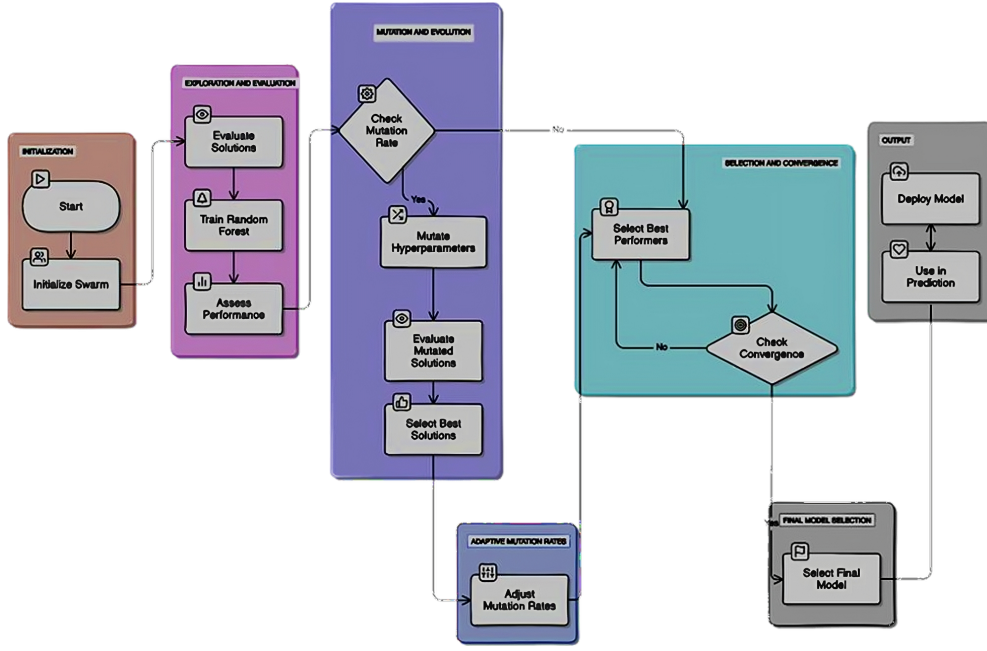 INITIALIZATION
Start
Initialize Swarm
EXPLORATION AND EVALUATION
Evaluate
Solutions
Train Random
Forest
Assess
Performance
MUTATION AND EVOLUTION
Check
Mutation
Rate
Yes
No
Mutate
Hyperparameters
Evaluate
Mutated
Solutions
Select Best
Solutions
ADAPTIVE MUTATION RATES
Adjust
Mutation Rates
SELECTION AND CONVERGENCE
Select Best
Performers
Check
Convergence
No
Yes
FINAL MODEL SELECTION
Select Final
Model
OUTPUT
Deploy Model
Use in
Prediction